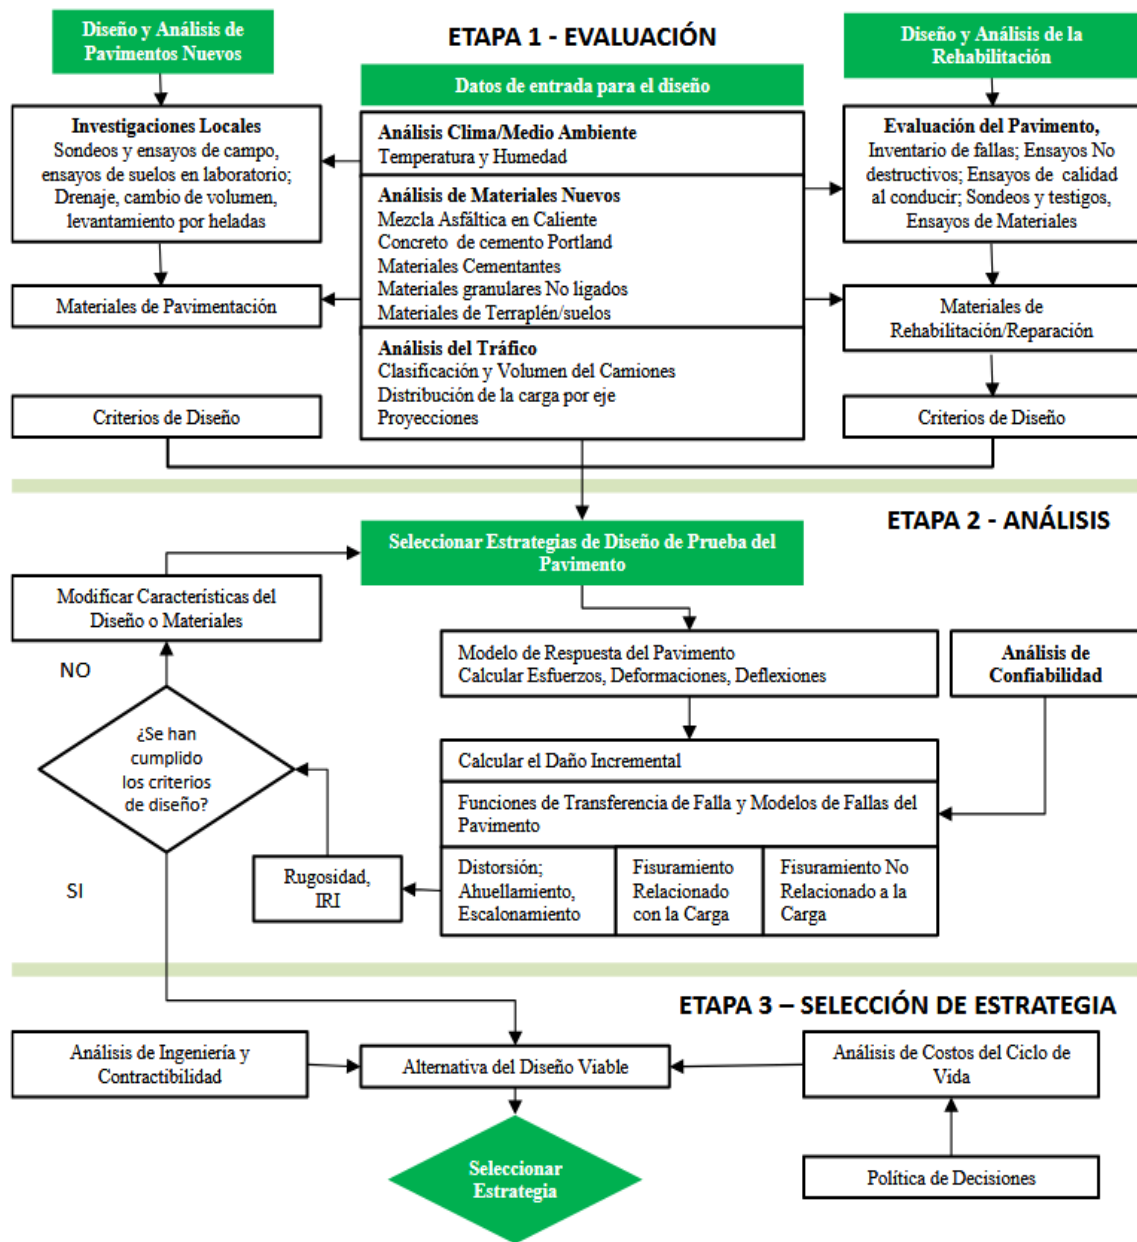 Diseño y Análisis de
Pavimentos Nuevos
ETAPA 1 - EVALUACIÓN
Diseño y Análisis de la
Rehabilitación
Datos de entrada para el diseño
Investigaciones Locales
Sondeos y ensayos de campo,
ensayos de suelos en laboratorio;
Drenaje, cambio de volumen,
levantamiento por heladas
Análisis Clima/Medio Ambiente
Temperatura y Humedad
Análisis de Materiales Nuevos
Mezcla Asfáltica en Caliente
Concreto de cemento Portland
Materiales Cementantes
Materiales granulares No ligados
Materiales de Terraplén/suelos
Análisis del Tráfico
Clasificación y Volumen del Camiones
Distribución de la carga por eje
Proyecciones
Evaluación del Pavimento,
Inventario de fallas; Ensayos No
destructivos; Ensayos de calidad
al conducir; Sondeos y testigos,
Ensayos de Materiales
Materiales de Pavimentación
Materiales de
Rehabilitación/Reparación
Criterios de Diseño
Criterios de Diseño
ETAPA 2 - ANÁLISIS
Seleccionar Estrategias de Diseño de Prueba del
Pavimento
Modificar Características del
Diseño o Materiales
NO
Modelo de Respuesta del Pavimento
Calcular Esfuerzos, Deformaciones, Deflexiones
Análisis de
Confiabilidad
¿Se han
cumplido
los criterios
de diseño?
Calcular el Daño Incremental
Funciones de Transferencia de Falla y Modelos de Fallas del
Pavimento
SI
Rugosidad,
IRI
Distorsión;
Ahuellamiento,
Escalonamiento
Fisuramiento
Relacionado
con la Carga
Fisuramiento No
Relacionado a la
Carga
ETAPA 3 – SELECCIÓN DE ESTRATEGIA
Análisis de Ingeniería y
Contractibilidad
Alternativa del Diseño Viable
Análisis de Costos del Ciclo de
Vida
Seleccionar
Estrategia
Política de Decisiones